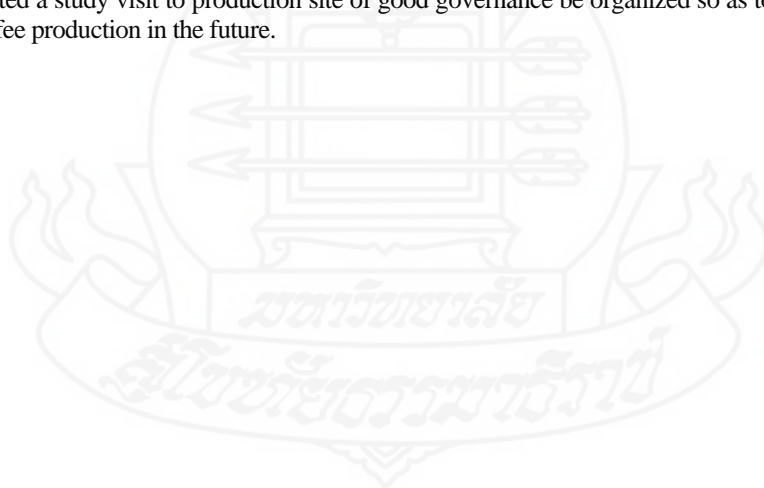 ted a study visit to production site of good governance be organized so as to
fee production in the future.
มหาวิทยาลัย
สุโขทัยธรรมาธิราช